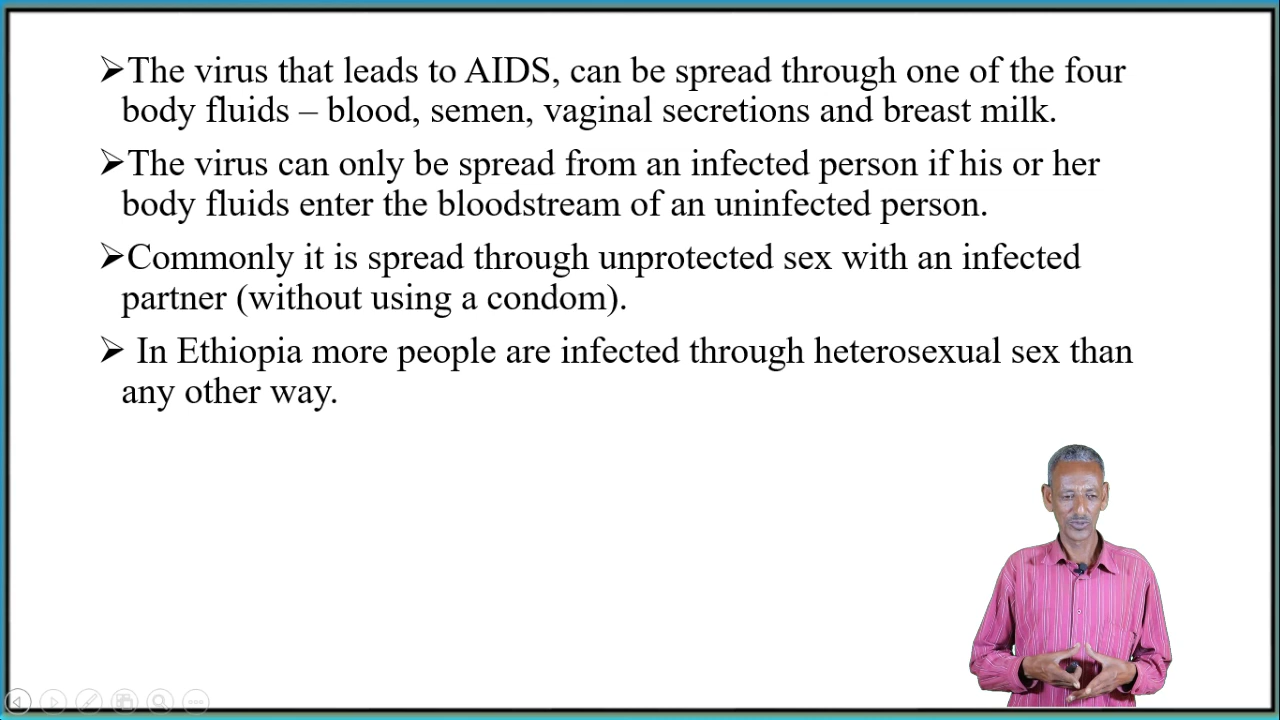 ➢The virus that leads to AIDS, can be spread through one of the four
body fluids – blood, semen, vaginal secretions and breast milk.
➢The virus can only be spread from an infected person if his or her
body fluids enter the bloodstream of an uninfected person.
➢Commonly it is spread through unprotected sex with an infected
partner (without using a condom).
➢ In Ethiopia more people are infected through heterosexual sex than
any other way.